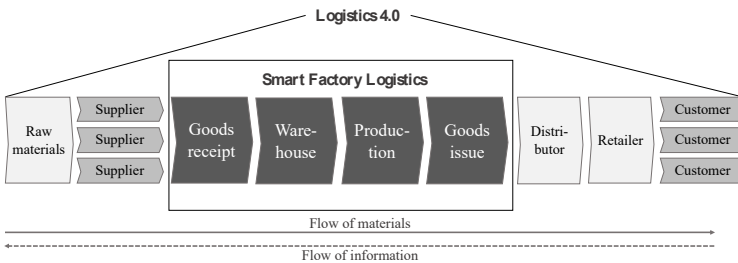 Logistics 4.0
Smart Factory Logistics
Raw
materials
Supplier
Supplier
Supplier
Goods
receipt
Ware-
house
Produc-
tion
Goods
issue
Distri-
butor
Retailer
Customer
Customer
Customer
Flow of materials
Flow of information